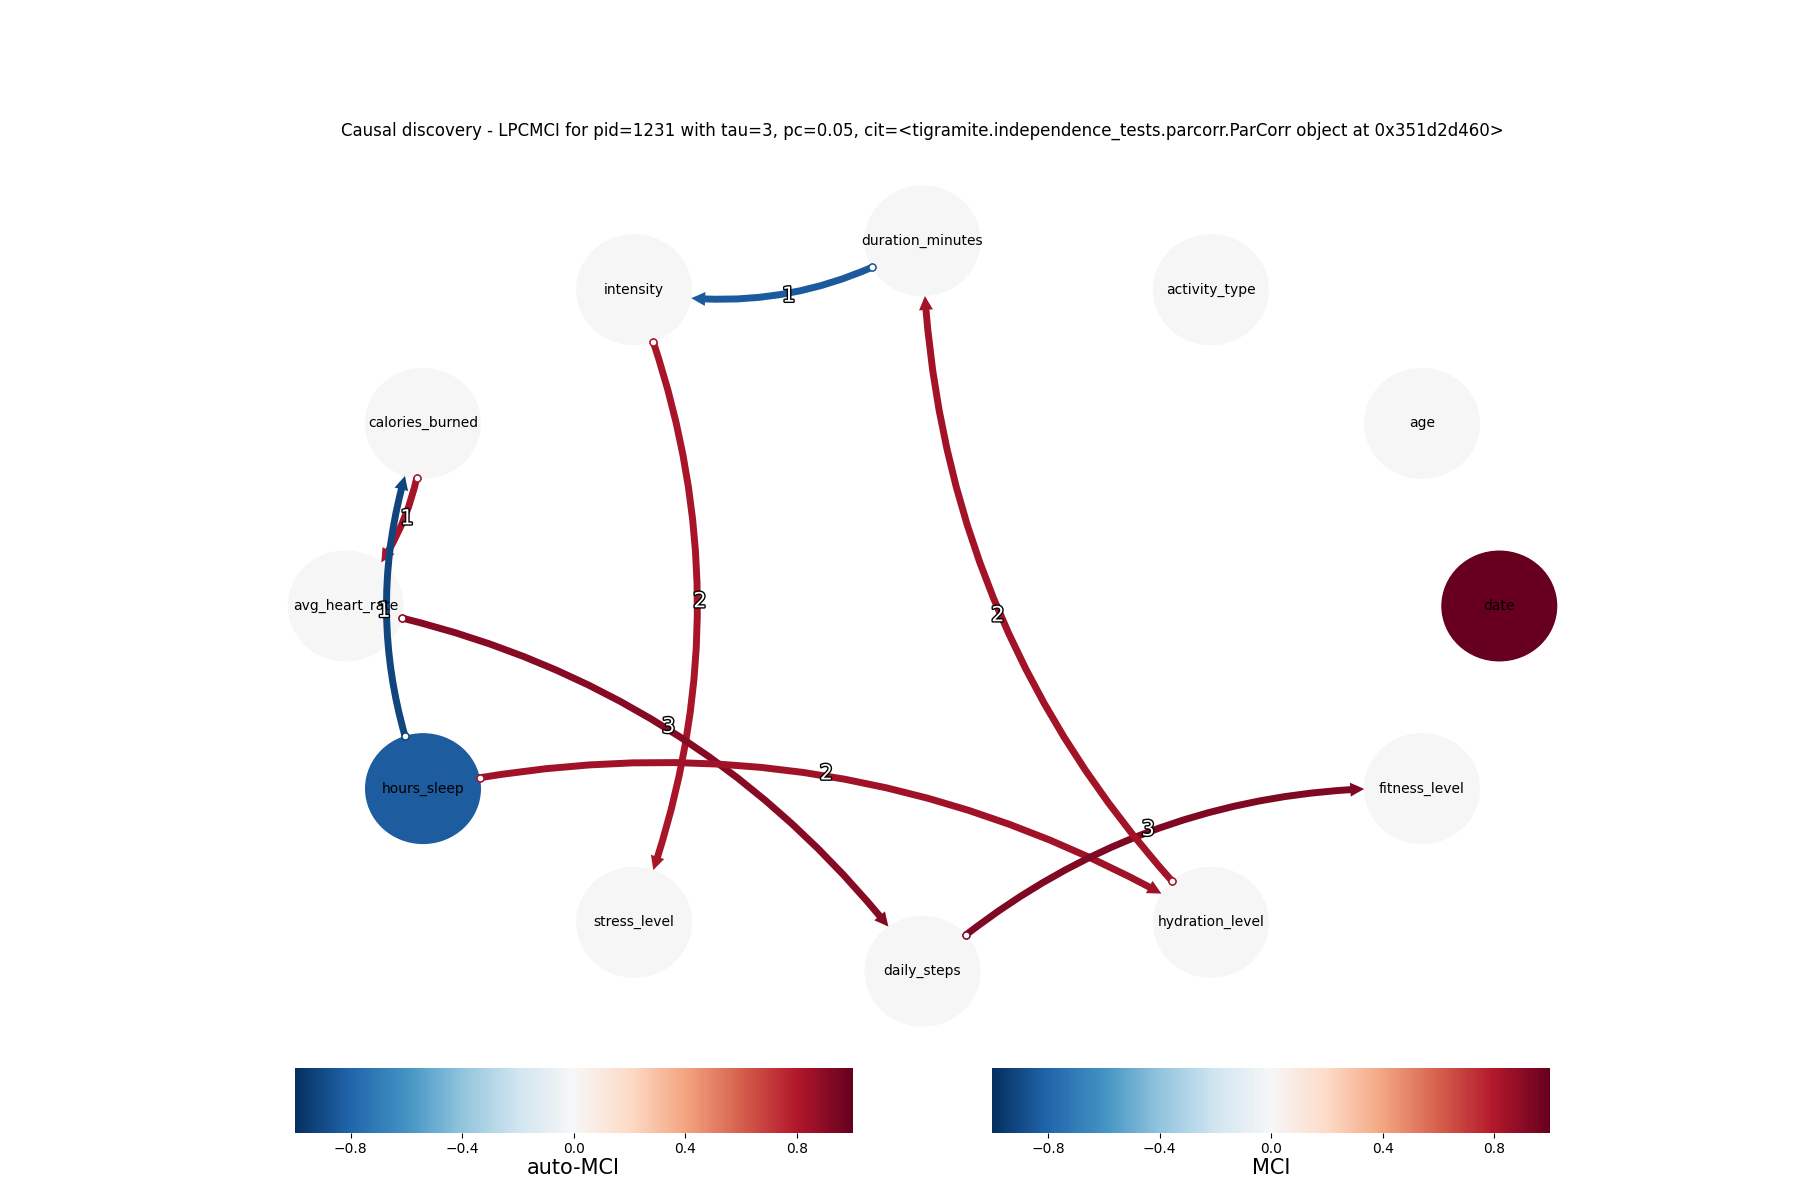 Causal discovery - LPCMCI for pid=1231 with tau=3, pc=0.05, cit=<tigramite.independence_tests.parcorr.ParCorr object at 0x351d2d460>
duration_minutes
intensity
activity_type
1
calories_burned
age
1
avg_heart_rate
1
2
2
date
3
2
hours_sleep
fitness_level
3
stress_level
hydration_level
daily_steps
−0.8 −0.4 0.0 0.4 0.8
auto-MCI
−0.8 −0.4 0.0 0.4 0.8
MCI